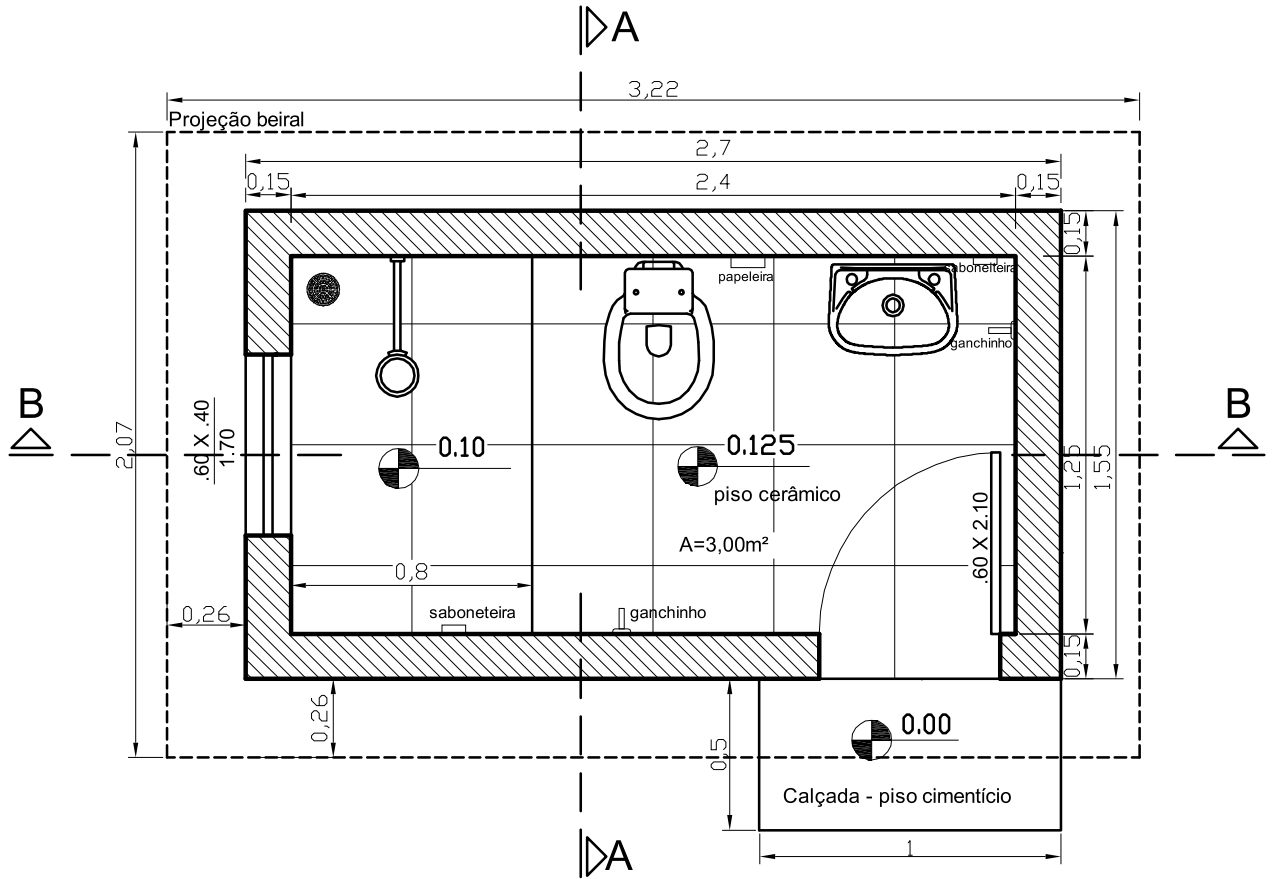 A
3,22
Projeção beiral
2,7
0,15
2,4
0,15
0,15
papeleira
saboneiteira
ganchinho
B
B
2,07
.60 X .40
1.70
0.10
0.125
piso cerâmico
1,25
1,55
A=3,00m²
.60 X 2.10
0,8
saboneteira
ganchinho
0,26
0,15
0,26
0,5
0.00
Calçada - piso cimentício
1
A